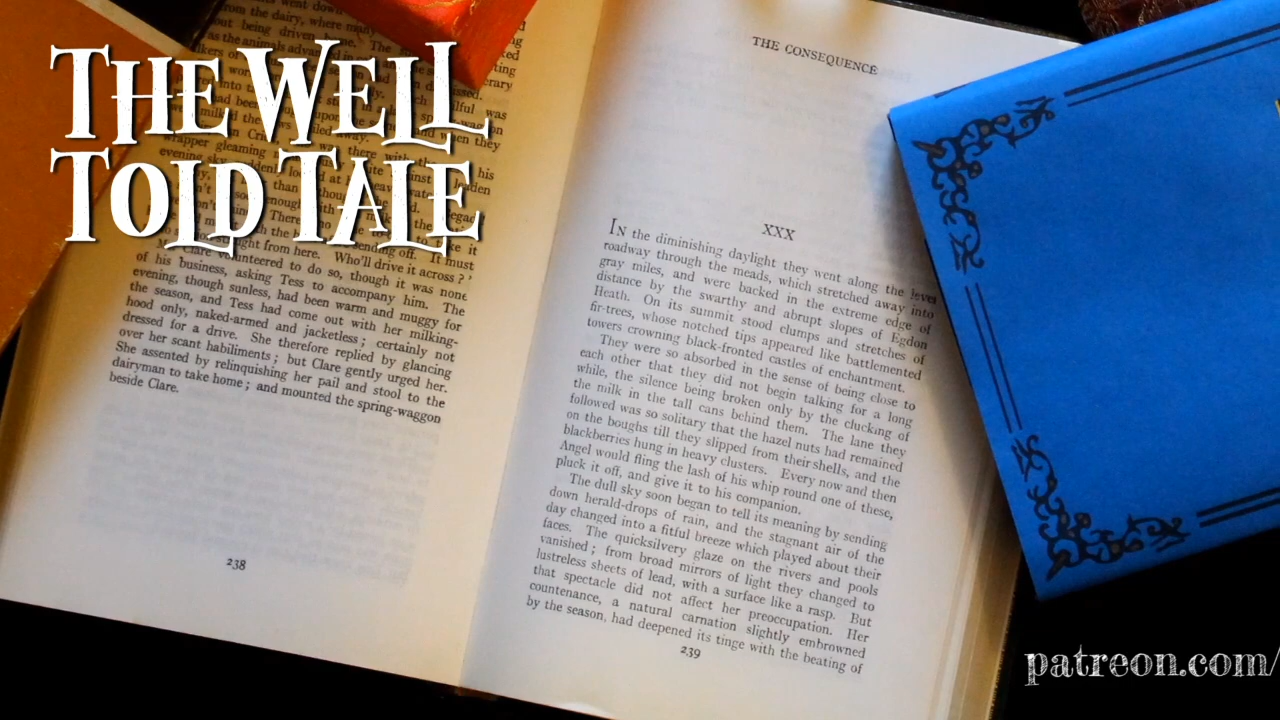 THE WELL
TOLD TALE
from the dairy, where many
being driven
as the animals
There
Who'll drive it across?'
Clare volunteered to do so, though it was none
of his business, asking Tess to accompany him. The
evening, though sunless, had been warm and muggy for
the season, and Tess had come out with her milking-
hood only, naked-armed and jacketless; certainly not
dressed for a drive. She therefore replied by glancing
over her scant habiliments; but Clare gently urged her.
She assented by relinquishing her pail and stool to the
dairyman to take home; and mounted the spring-waggon
beside Clare.
238
THE CONSEQUENCE
XXX
IN the diminishing daylight they went along the level
roadway through the meads, which stretched away into
gray miles, and were backed in the extreme edge of
distance by the swarthy and abrupt slopes of Egdon
Heath. On its summit stood clumps and stretches of
fir-trees, whose notched tips appeared like battlemented
towers crowning black-fronted castles of enchantment.
They were so absorbed in the sense of being close to
each other that they did not begin talking for a long
while, the silence being broken only by the clucking of
the milk in the tall cans behind them. The lane they
followed was so solitary that the hazel nuts had remained
on the boughs till they slipped from their shells, and the
blackberries hung in heavy clusters. Every now and then
Angel would fling the lash of his whip round one of these,
pluck it off, and give it to his companion.
The dull sky soon began to tell its meaning by sending
down herald-drops of rain, and the stagnant air of the
day changed into a fitful breeze which played about their
faces. The quicksilvery glaze on the rivers and pools
vanished; from broad mirrors of light they changed to
lustreless sheets of lead, with a surface like a rasp. But
that spectacle did not affect her preoccupation. Her
countenance, a natural carnation slightly embrowned
by the season, had deepened its tinge with the beating of
239
patreon.com/